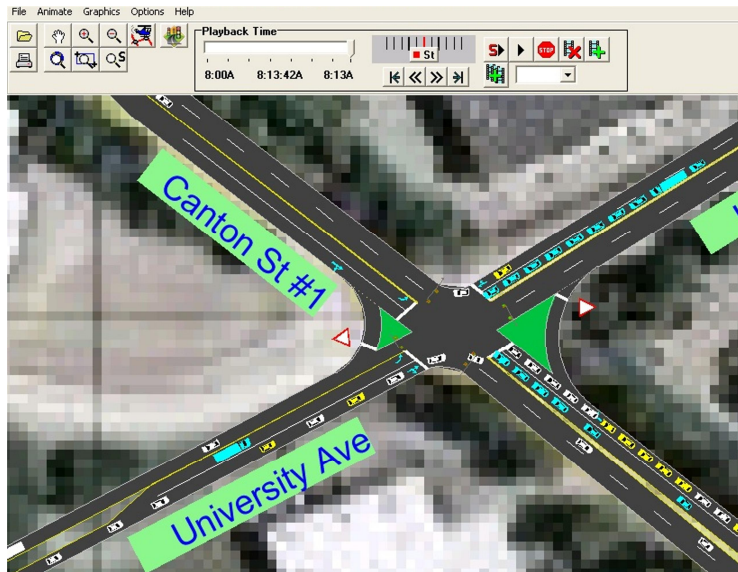 File Animate Graphics Options Help
Playback Time
8:00A 8:13:42A 8:13A
St
S
STOP
S
Canton St #1
University Ave